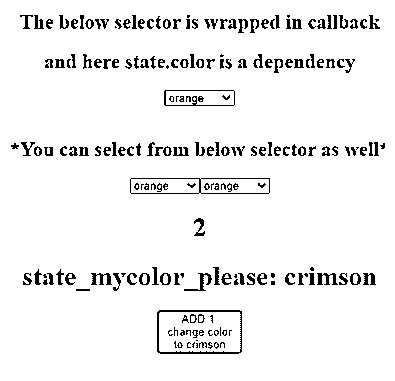 The below selector is wrapped in callback
and here state.color is a dependency
orange
*You can select from below selector as well*
orange orange
2
state_mycolor_please: crimson
ADD 1
change color
to crimson